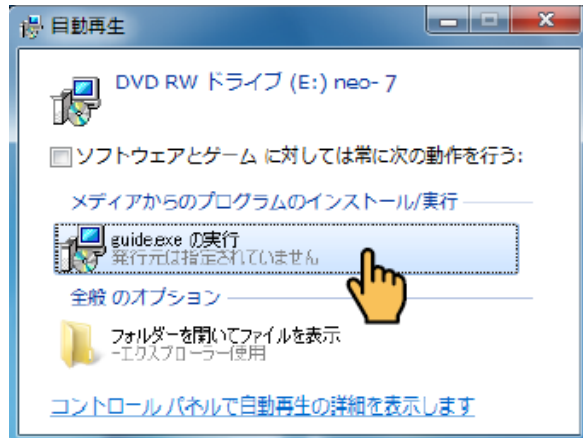 自動再生
DVD RW ドライブ (E:) neo- 7
ソフトウェアとゲーム に対しては常に次の動作を行う:
メディアからのプログラムのインストール/実行
guide.exe の実行
発行元は指定されていません
全般 のオプション
フォルダーを開いてファイルを表示
-エクスプローラー使用
コントロール パネルで自動再生の詳細を表示します